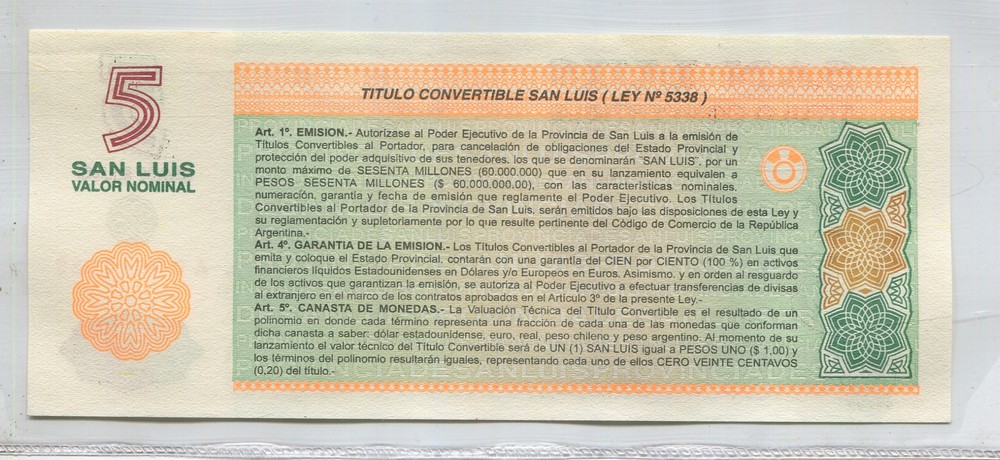 5
SAN LUIS
VALOR NOMINAL
TITULO CONVERTIBLE SAN LUIS ( LEY Nº 5338 )
Art. 1º. EMISION.- Autorízase al Poder Ejecutivo de la Provincia de San Luis a la emisión de
Títulos Convertibles al Portador, para cancelación de obligaciones del Estado Provincial y
protección del poder adquisitivo de sus tenedores, los que se denominarán "SAN LUIS", por un
monto máximo de SESENTA MILLONES (60.000.000) que en su lanzamiento equivalen a
PESOS SESENTA MILLONES ($ 60.000.000.00), con las características nominales,
numeración, garantía y fecha de emisión que reglamente el Poder Ejecutivo. Los Títulos
Convertibles al Portador de la Provincia de San Luis, serán emitidos bajo las disposiciones de esta Ley y
su reglamentación y supletoriamente por lo que resulte pertinente del Código de Comercio de la República
Argentina.-
Art. 4º. GARANTIA DE LA EMISION.- Los Títulos Convertibles al Portador de la Provincia de San Luis que
emita y coloque el Estado Provincial, contarán con una garantía del CIEN por CIENTO (100 %) en activos
financieros líquidos Estadounidenses en Dólares y/o Europeos en Euros. Asimismo, y en orden al resguardo
de los activos que garantizan la emisión, se autoriza al Poder Ejecutivo a efectuar transferencias de divisas
al extranjero en el marco de los contratos aprobados en el Artículo 3º de la presente Ley.-
Art. 5º. CANASTA DE MONEDAS.- La Valuación Técnica del Título Convertible es el resultado de un
polinomio en donde cada término representa una fracción de cada una de las monedas que conforman
dicha canasta a saber: dólar estadounidense, euro, real, peso chileno y peso argentino. Al momento de su
lanzamiento el valor técnico del Título Convertible será de UN (1) SAN LUIS igual a PESOS UNO ($ 1,00) y
los términos del polinomio resultarán iguales, representando cada uno de ellos CERO VEINTE CENTAVOS
(0,20) del título.-